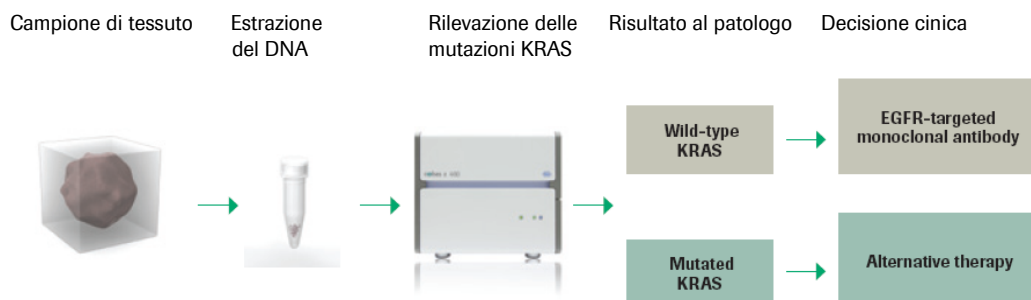 Campione di tessuto
Estrazione
del DNA
Rilevazione delle
mutazioni KRAS
Risultato al patologo
Decisione cinica
Wild-type
KRAS
EGFR-targeted
monoclonal antibody
Mutated
KRAS
Alternative therapy